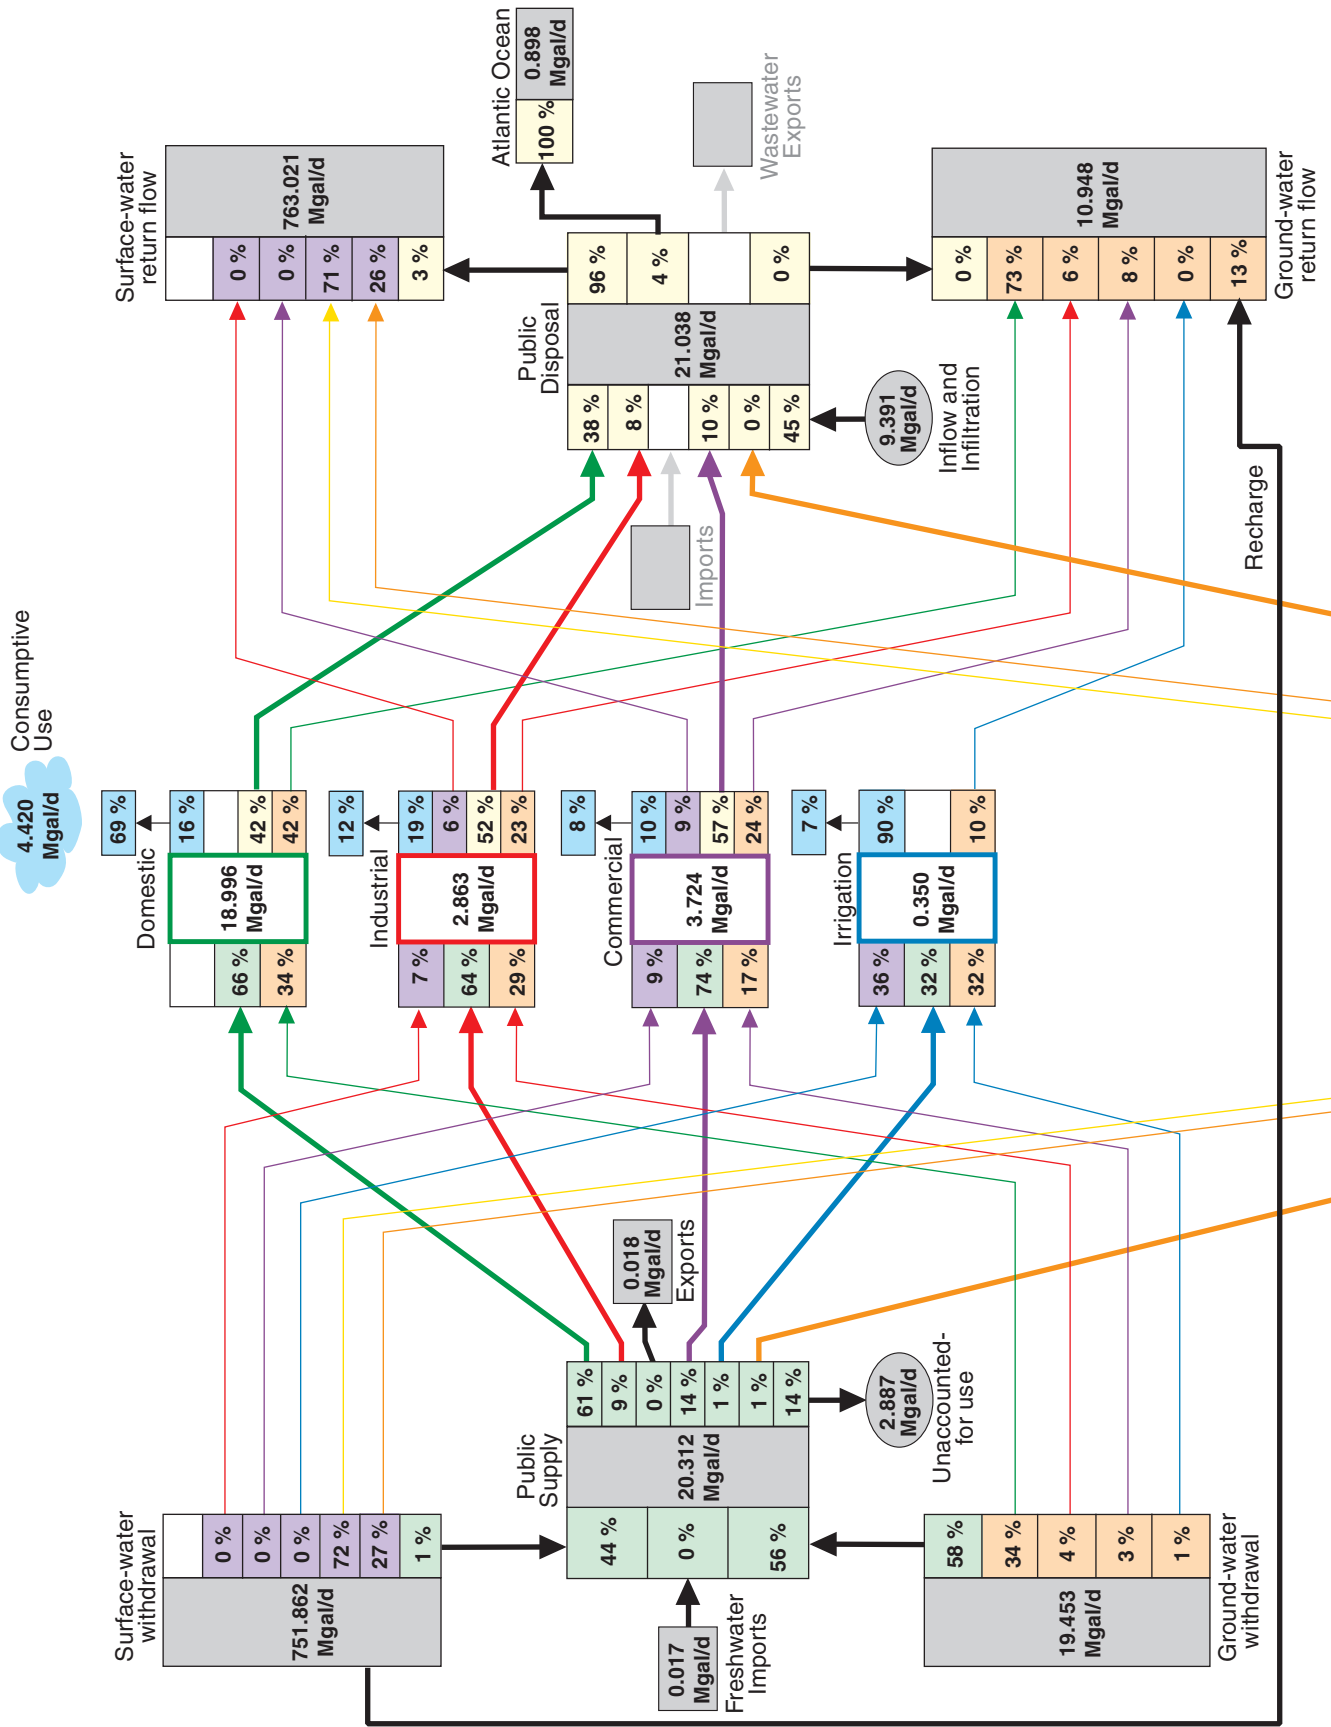 Surface-water
withdrawal
751.862
Mgal/d
0 %
0 %
0 %
72 %
27 %
1 %
0.017
Mgal/d
Freshwater
Imports
Public
Supply
44 %
0 %
56 %
20.312
Mgal/d
61 %
9 %
0 %
14 %
1 %
1 %
14 %
0.018
Mgal/d
Exports
2.887
Mgal/d
Unaccounted-
for use
19.453
Mgal/d
58 %
34 %
4 %
3 %
1 %
Ground-water
withdrawal
4.420
Mgal/d
Consumptive
Use
Domestic
69 %
66 %
34 %
18.996
Mgal/d
16 %
42 %
42 %
Industrial
12 %
7 %
64 %
29 %
2.863
Mgal/d
19 %
6 %
52 %
23 %
Commercial
8 %
9 %
74 %
17 %
3.724
Mgal/d
10 %
9 %
57 %
24 %
Irrigation
7 %
36 %
32 %
32 %
0.350
Mgal/d
90 %
10 %
Imports
Public
Disposal
38 %
8 %
10 %
0 %
45 %
21.038
Mgal/d
96 %
4 %
0 %
9.391
Mgal/d
Inflow and
Infiltration
Recharge
Surface-water
return flow
0 %
0 %
71 %
26 %
3 %
763.021
Mgal/d
Atlantic Ocean
100 %
0.898
Mgal/d
Wastewater
Exports
0 %
73 %
6 %
8 %
0 %
13 %
10.948
Mgal/d
Ground-water
return flow